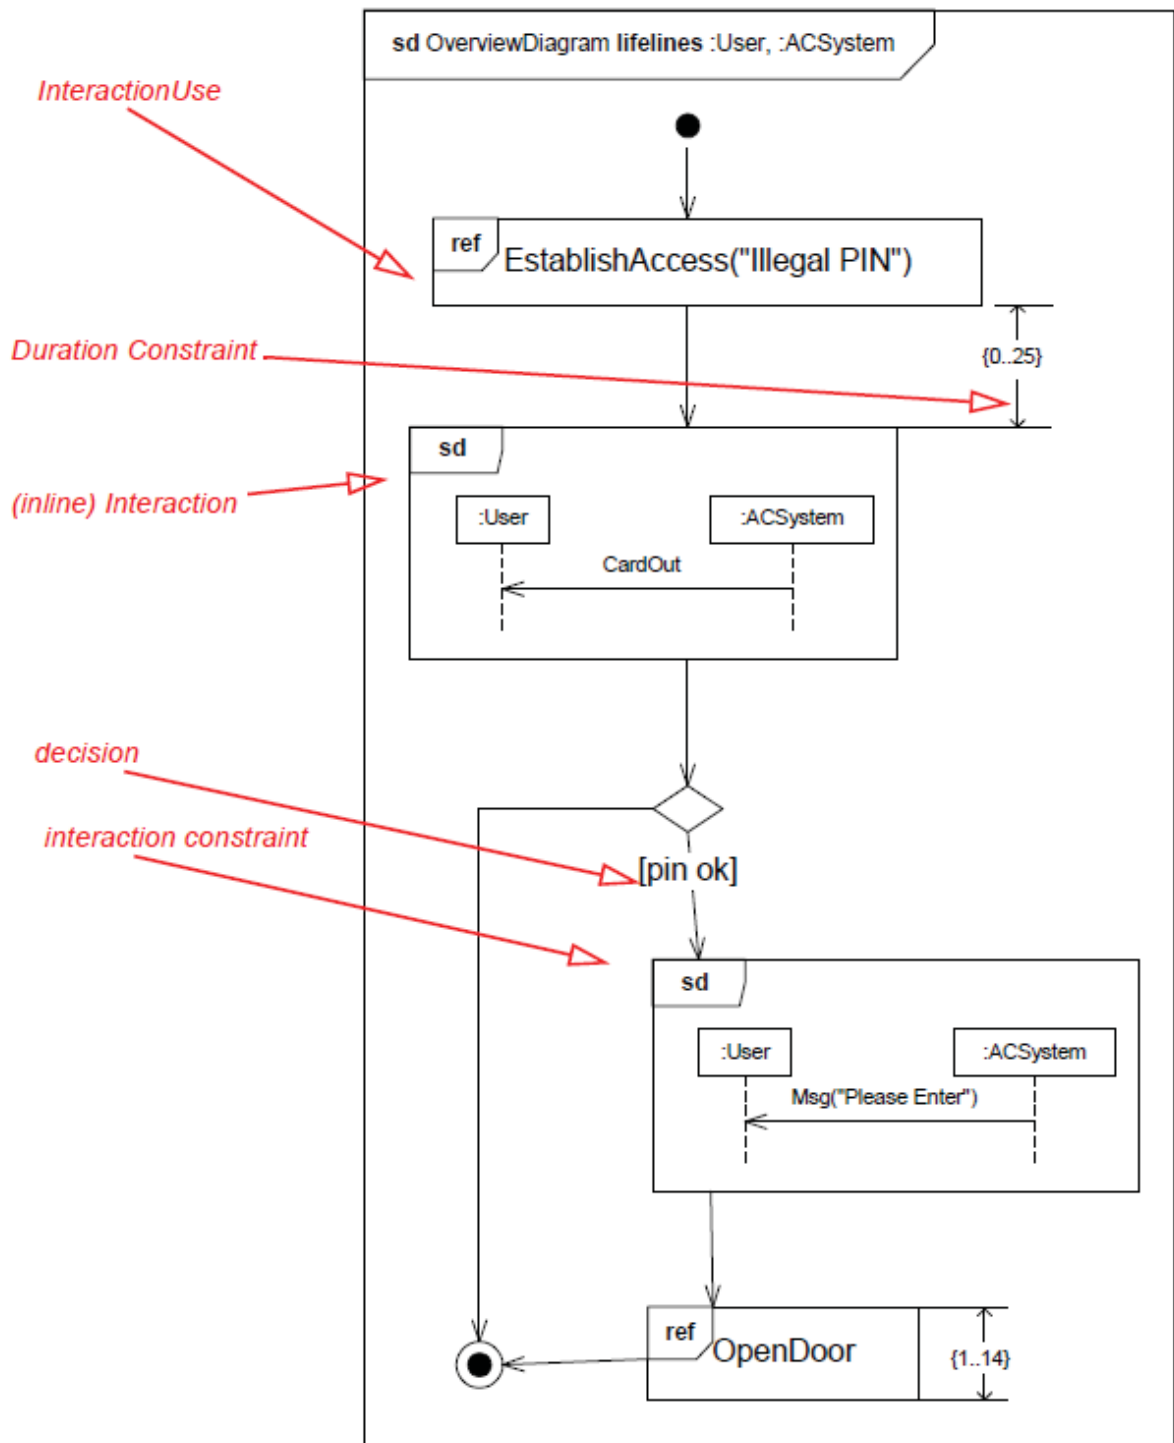 sd OverviewDiagram lifelines :User, :ACSystem
InteractionUse
ref
EstablishAccess("Illegal PIN")
Duration Constraint
{0..25}
sd
(inline) Interaction
:User
:ACSystem
CardOut
decision
interaction constraint
[pin ok]
sd
:User
:ACSystem
Msg("Please Enter")
ref
OpenDoor
{1..14}